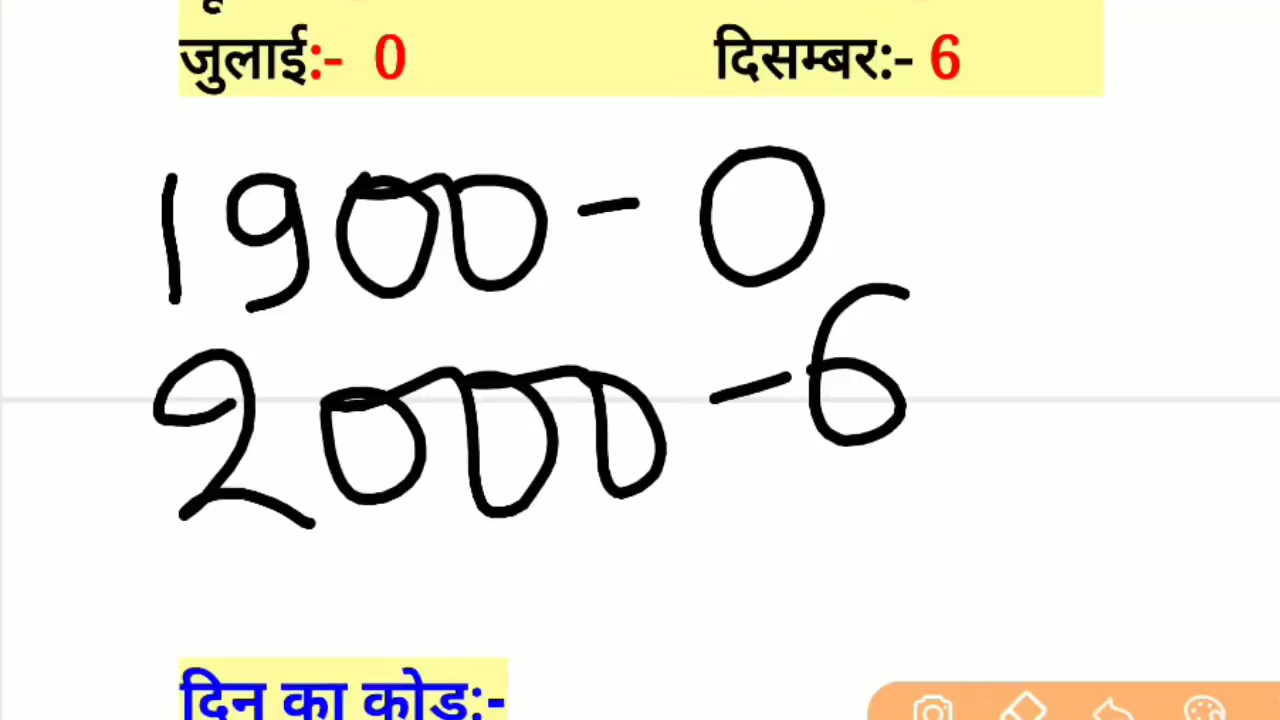 जुलाई:- 0 दिसम्बर:- 6
1900 - 0
2000 - 6
दिन का कोड:-